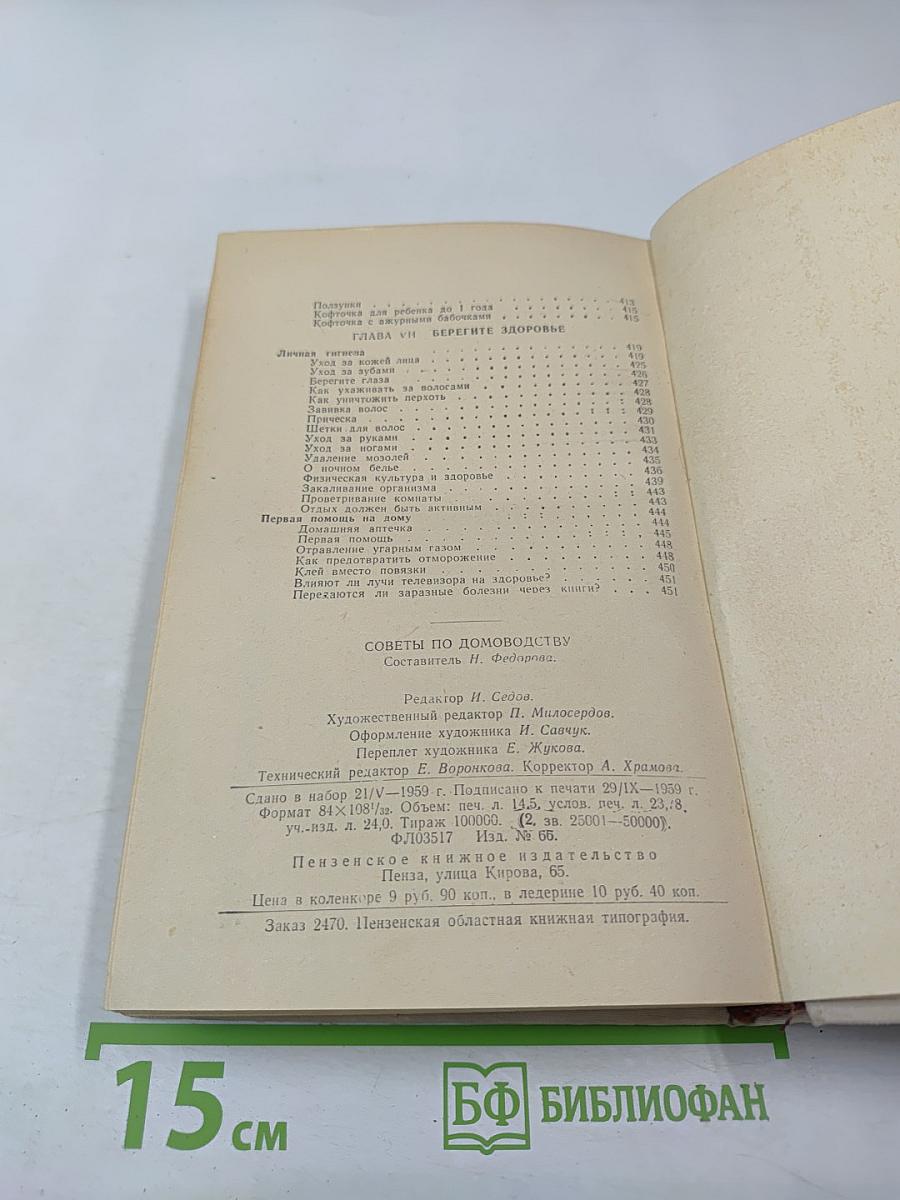 Ползунки . . . . . . . . . . . . . . . . 413
Кофточка для ребенка до 1 года . . . . . . . 415
Кофточка с ажурными бабочками . . . . . . . 415
ГЛАВА VII БЕРЕГИТЕ ЗДОРОВЬЕ
Личная гигиена . . . . . . . . . . . . . 419
Уход за кожей лица . . . . . . . . . . . . 419
Уход за зубами . . . . . . . . . . . . . 425
Берегите глаза . . . . . . . . . . . . . 426
Как ухаживать за волосами . . . . . . . . . 427
Как уничтожить перхоть . . . . . . . . . . 428
Завивка волос . . . . . . . . . . . . . 428
Прическа . . . . . . . . . . . . . . . 429
Щетки для волос . . . . . . . . . . . . 430
Уход за руками . . . . . . . . . . . . . 431
Уход за ногами . . . . . . . . . . . . . 433
Удаление мозолей . . . . . . . . . . . . 434
О ночном белье . . . . . . . . . . . . . 435
Физическая культура и здоровье . . . . . . . . 436
Закаливание организма . . . . . . . . . . 439
Проветривание комнаты . . . . . . . . . . 443
Отдых должен быть активным . . . . . . . . 443
Первая помощь на дому . . . . . . . . . . 444
Домашняя аптечка . . . . . . . . . . . . 444
Первая помощь . . . . . . . . . . . . . 445
Отравление угарным газом . . . . . . . . . 448
Как предотвратить отморожение . . . . . . . . 448
Клей вместо повязки . . . . . . . . . . . 450
Влияют ли лучи телевизора на здоровье? . . . . . . 451
Передаются ли заразные болезни через книги? . . . 451
СОВЕТЫ ПО ДОМОВОДСТВУ
Составитель Н. Федорова.
Редактор И. Седов.
Художественный редактор П. Милосердов.
Оформление художника И. Савчук.
Переплет художника Е. Жукова.
Технический редактор Е. Воронкова. Корректор А. Храмова.
Сдано в набор 21/V—1959 г. Подписано к печати 29/IX—1959 г.
Формат 84×108 1/32. Объем: печ. л. 14,5, услов. печ. л. 23,78,
уч.-изд. л. 24,0. Тираж 100000. (2. зв. 25001—50000).
ФЛ03517 Изд. № 65.
Пензенское книжное издательство
Пенза, улица Кирова, 65.
Цена в коленкоре 9 руб. 90 коп., в ледерине 10 руб. 40 коп.
Заказ 2470. Пензенская областная книжная типография.
15 см
БФ БИБЛИОФАН